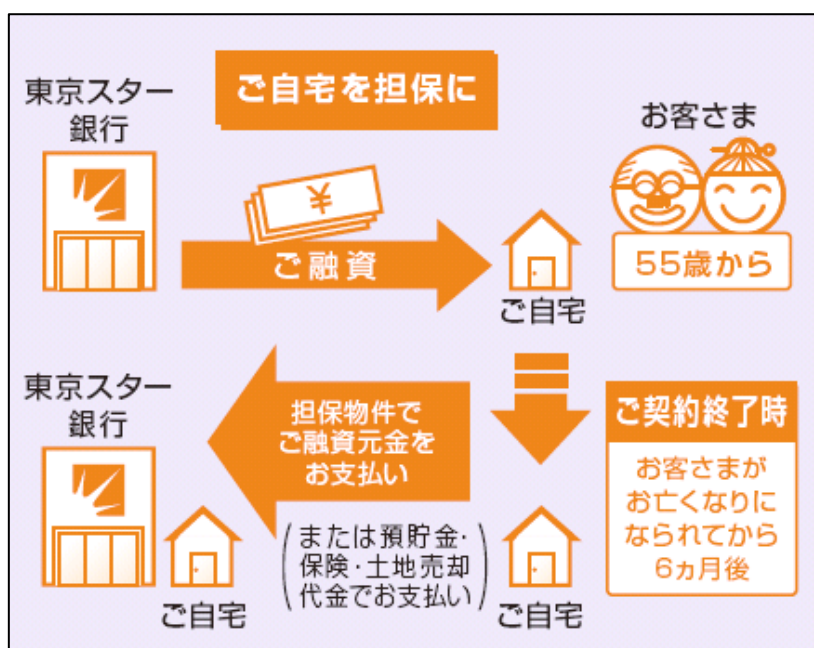 東京スター
銀行
ご自宅を担保に
お客さま
¥
ご融資
ご自宅
55歳から
東京スター
銀行
担保物件で
ご融資元金を
お支払い
(または預貯金・
保険・土地売却
代金でお支払い)
ご自宅
ご自宅
ご契約終了時
お客さまが
お亡くなりに
なられてから
6ヵ月後